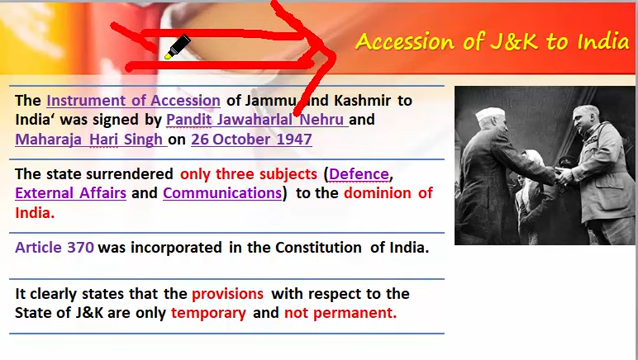 Accession of J&K to India
The Instrument of Accession of Jammu and Kashmir to
India‘ was signed by Pandit Jawaharlal Nehru and
Maharaja Hari Singh on 26 October 1947
The state surrendered only three subjects (Defence,
External Affairs and Communications) to the dominion of
India.
Article 370 was incorporated in the Constitution of India.
It clearly states that the provisions with respect to the
State of J&K are only temporary and not permanent.